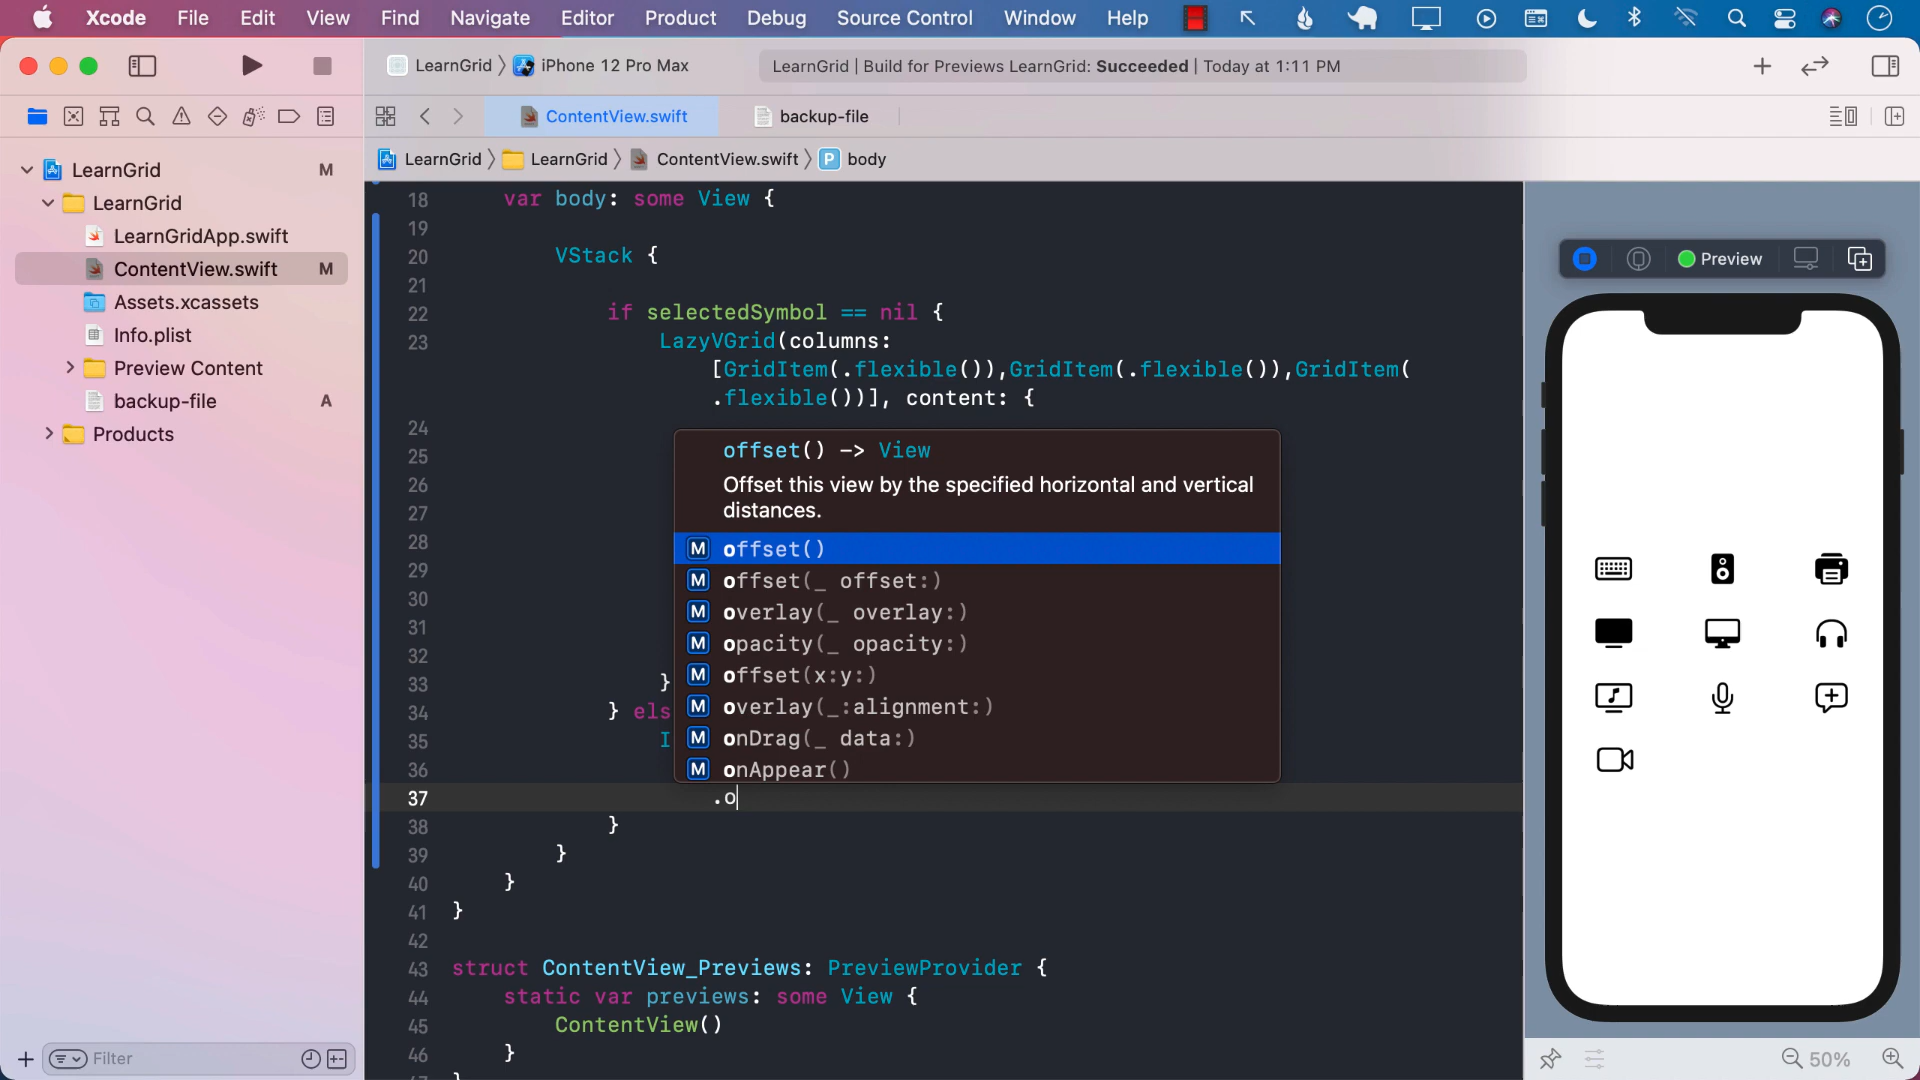 Xcode File Edit View Find Navigate Editor Product Debug Source Control Window Help
LearnGrid iPhone 12 Pro Max
LearnGrid | Build for Previews LearnGrid: Succeeded | Today at 1:11 PM
ContentView.swift
backup-file
LearnGrid LearnGrid ContentView.swift P body
LearnGrid M
LearnGrid
LearnGridApp.swift
ContentView.swift M
Assets.xcassets
Info.plist
Preview Content
backup-file A
Products
Filter
18 var body: some View {
19
20 VStack {
21
22 if selectedSymbol == nil {
23 LazyVGrid(columns:
[GridItem(.flexible()),GridItem(.flexible()),GridItem(
.flexible())], content: {
24
25
26
27
28
29
30
31
32
33 }
34 } els
35 I
36
37 .o
38 }
39 }
40 }
41 }
42
43 struct ContentView_Previews: PreviewProvider {
44 static var previews: some View {
45 ContentView()
46 }
offset() -> View
Offset this view by the specified horizontal and vertical
distances.
M offset()
M offset(_ offset:)
M overlay(_ overlay:)
M opacity(_ opacity:)
M offset(x:y:)
M overlay(_:alignment:)
M onDrag(_ data:)
M onAppear()
Preview
50%